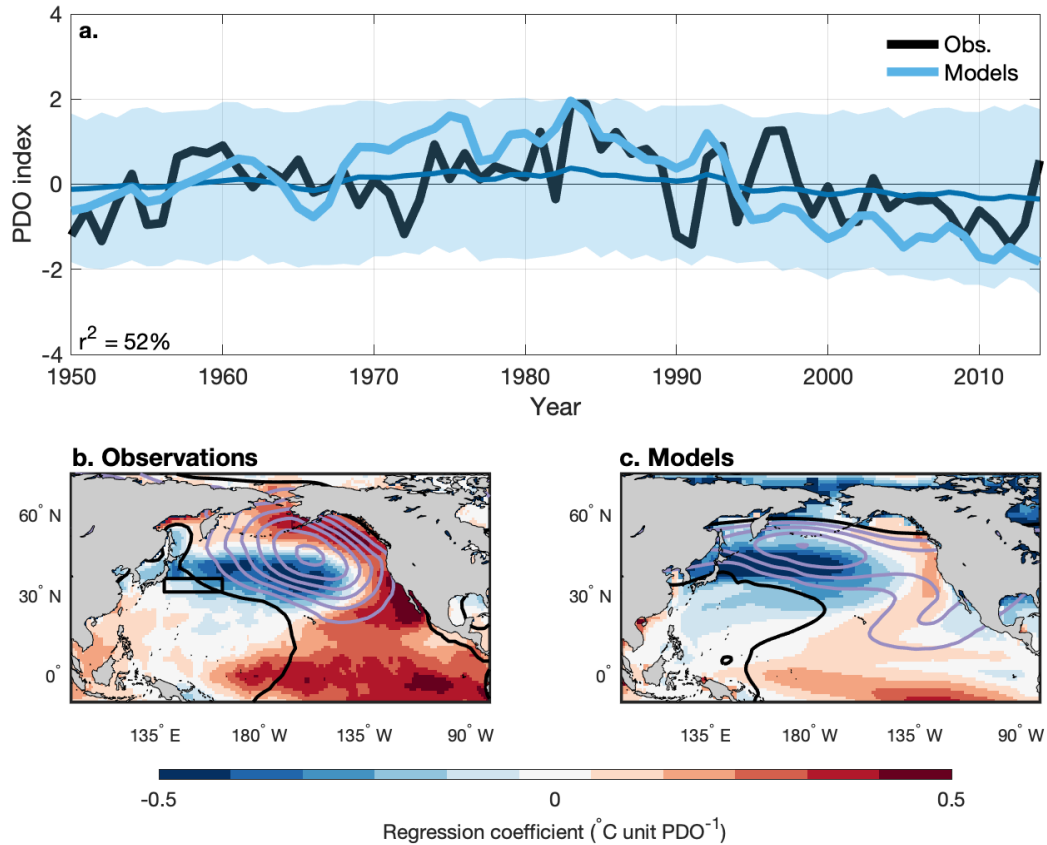 a.
Obs.
Models
4
2
0
-2
-4
PDO index
r² = 52%
1950 1960 1970 1980 1990 2000 2010
Year
b. Observations
60° N
30° N
0°
135° E 180° W 135° W 90° W
c. Models
60° N
30° N
0°
135° E 180° W 135° W 90° W
-0.5 0 0.5
Regression coefficient (°C unit PDO⁻¹)